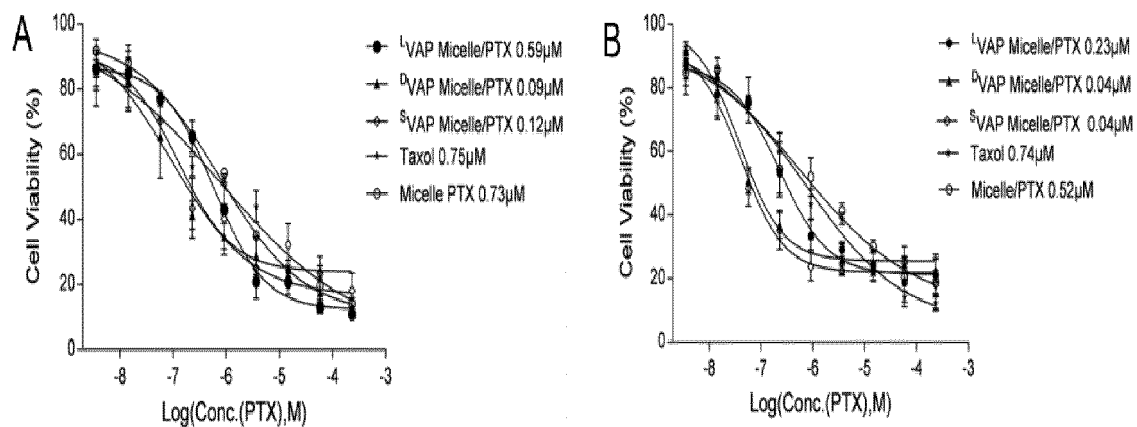 A
Cell Viability (%)
100
80
60
40
20
0
-8
-7
-6
-5
-4
-3
Log(Conc.(PTX),M)
LVAP Micelle/PTX 0.59μM
DVAP Micelle/PTX 0.09μM
SVAP Micelle/PTX 0.12μM
Taxol 0.75μM
Micelle PTX 0.73μM
B
Cell Viability (%)
100
80
60
40
20
0
-8
-7
-6
-5
-4
-3
Log(Conc.(PTX),M)
LVAP Micelle/PTX 0.23μM
DVAP Micelle/PTX 0.04μM
SVAP Micelle/PTX 0.04μM
Taxol 0.74μM
Micelle/PTX 0.52μM